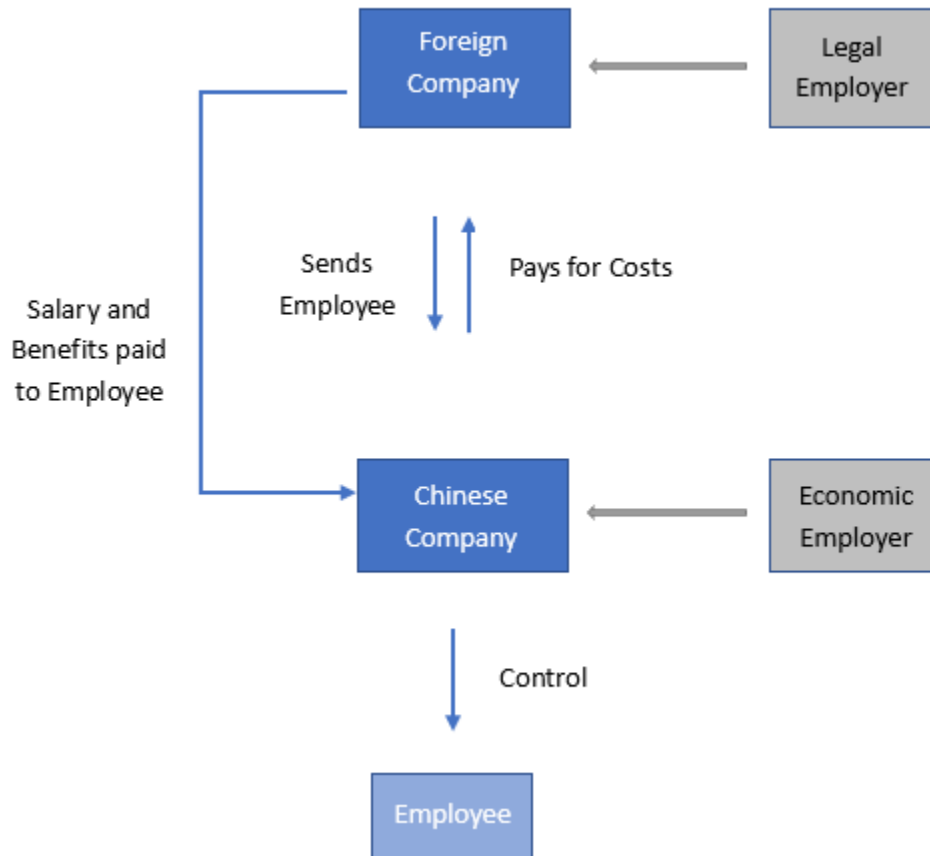 Foreign
Company
Legal
Employer
Sends
Employee
Pays for Costs
Salary and
Benefits paid
to Employee
Chinese
Company
Economic
Employer
Control
Employee